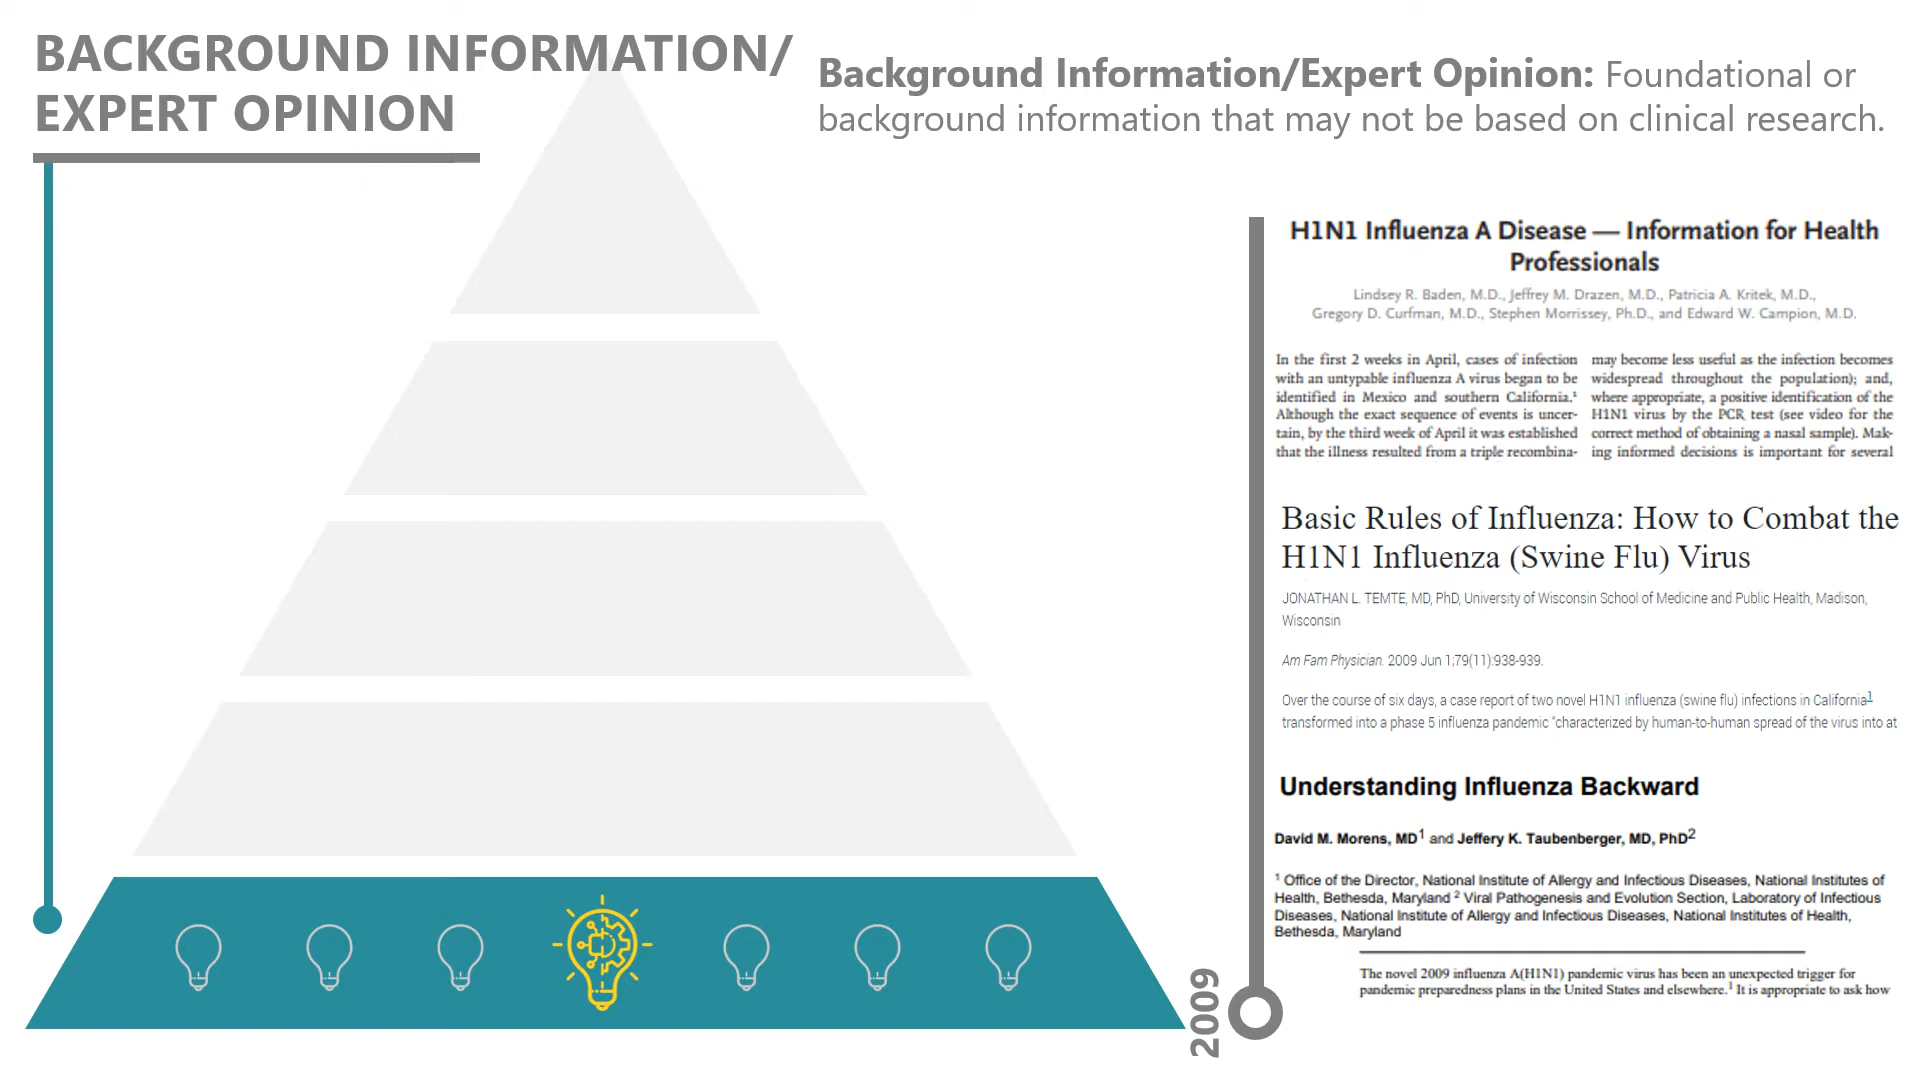 BACKGROUND INFORMATION/
EXPERT OPINION
Background Information/Expert Opinion: Foundational or
background information that may not be based on clinical research.
H1N1 Influenza A Disease — Information for Health
Professionals
Lindsey R. Baden, M.D., Jeffrey M. Drazen, M.D., Patricia A. Kritek, M.D.,
Gregory D. Curfman, M.D., Stephen Morrissey, Ph.D., and Edward W. Campion, M.D.
In the first 2 weeks in April, cases of infection
with an untypable influenza A virus began to be
identified in Mexico and southern California.¹
Although the exact sequence of events is uncer-
tain, by the third week of April it was established
that the illness resulted from a triple recombina-
may become less useful as the infection becomes
widespread throughout the population); and,
where appropriate, a positive identification of the
H1N1 virus by the PCR test (see video for the
correct method of obtaining a nasal sample). Mak-
ing informed decisions is important for several
Basic Rules of Influenza: How to Combat the
H1N1 Influenza (Swine Flu) Virus
JONATHAN L. TEMTE, MD, PhD, University of Wisconsin School of Medicine and Public Health, Madison,
Wisconsin
Am Fam Physician. 2009 Jun 1;79(11):938-939.
Over the course of six days, a case report of two novel H1N1 influenza (swine flu) infections in California¹
transformed into a phase 5 influenza pandemic "characterized by human-to-human spread of the virus into at
Understanding Influenza Backward
David M. Morens, MD¹ and Jeffery K. Taubenberger, MD, PhD²
¹ Office of the Director, National Institute of Allergy and Infectious Diseases, National Institutes of
Health, Bethesda, Maryland ² Viral Pathogenesis and Evolution Section, Laboratory of Infectious
Diseases, National Institute of Allergy and Infectious Diseases, National Institutes of Health,
Bethesda, Maryland
The novel 2009 influenza A(H1N1) pandemic virus has been an unexpected trigger for
pandemic preparedness plans in the United States and elsewhere.¹ It is appropriate to ask how
2009